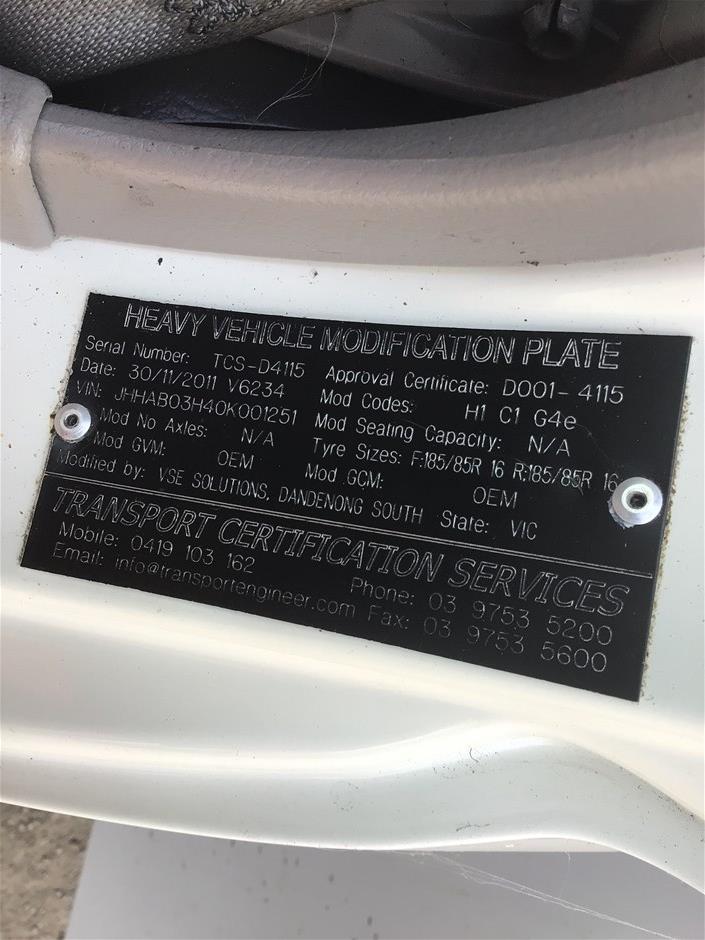 HEAVY VEHICLE MODIFICATION PLATE
Serial Number: TCS-D4115 Approval Certificate: D001-4115
Date: 30/11/2011 V6234 Mod Codes: H1 C1 G4e
VIN: JHHAB03H40K001251 Mod Seating Capacity: N/A
Mod No Axles: N/A Tyre Sizes: F:185/85R 16 R:185/85R 16
Mod GVM: OEM Mod GCM: OEM
Modified by: VSE SOLUTIONS, DANDENONG SOUTH State: VIC
TRANSPORT CERTIFICATION SERVICES
Mobile: 0419 103 162 Phone: 03 9753 5200
Email: info@transportengineer.com Fax: 03 9753 5600